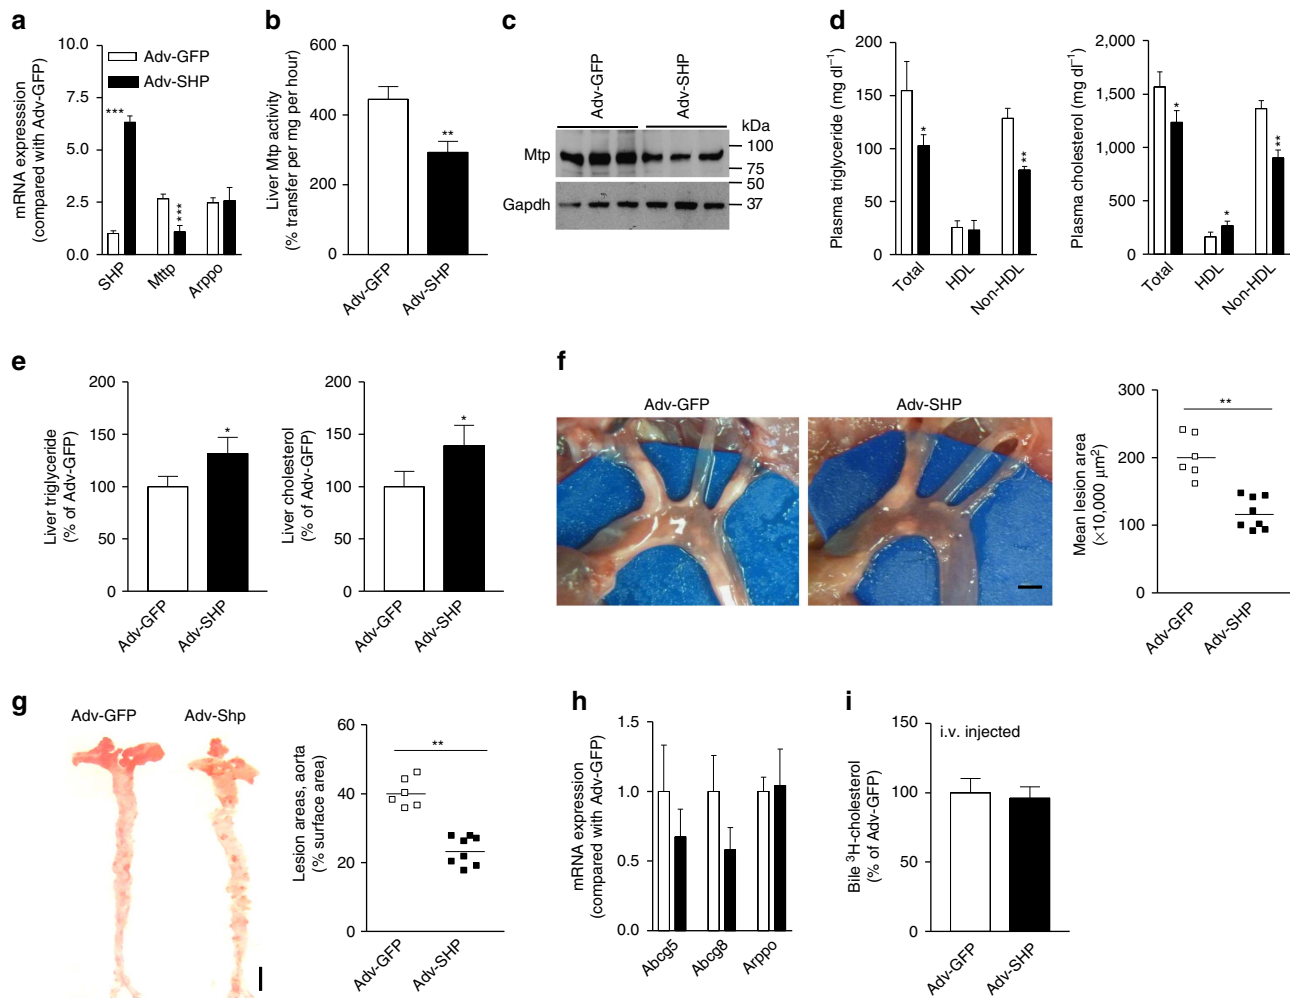 a
mRNA expresssion
(compared with Adv-GFP)
10.0
7.5
5.0
2.5
0.0
Adv-GFP
Adv-SHP
***
***
SHP
Mttp
Arppo
b
Liver Mtp activity
(% transfer per mg per hour)
600
400
200
0
**
Adv-GFP
Adv-SHP
c
Adv-GFP
Adv-SHP
kDa
Mtp
100
75
50
Gapdh
37
d
Plasma triglyceride (mg dl⁻¹)
200
150
100
50
0
*
**
Total
HDL
Non-HDL
Plasma cholesterol (mg dl⁻¹)
2,000
1,500
1,000
500
0
*
*
**
Total
HDL
Non-HDL
e
Liver triglyceride
(% of Adv-GFP)
200
150
100
50
0
*
Adv-GFP
Adv-SHP
Liver cholesterol
(% of Adv-GFP)
200
150
100
50
0
*
Adv-GFP
Adv-SHP
f
Adv-GFP
Adv-SHP
Mean lesion area
(×10,000 µm²)
300
200
100
0
**
Adv-GFP
Adv-SHP
g
Adv-GFP
Adv-Shp
Lesion areas, aorta
(% surface area)
60
40
20
0
**
Adv-GFP
Adv-SHP
h
mRNA expression
(compared with Adv-GFP)
1.5
1.0
0.5
0.0
Abcg5
Abcg8
Arppo
i
Bile ³H-cholesterol
(% of Adv-GFP)
150
100
50
0
i.v. injected
Adv-GFP
Adv-SHP